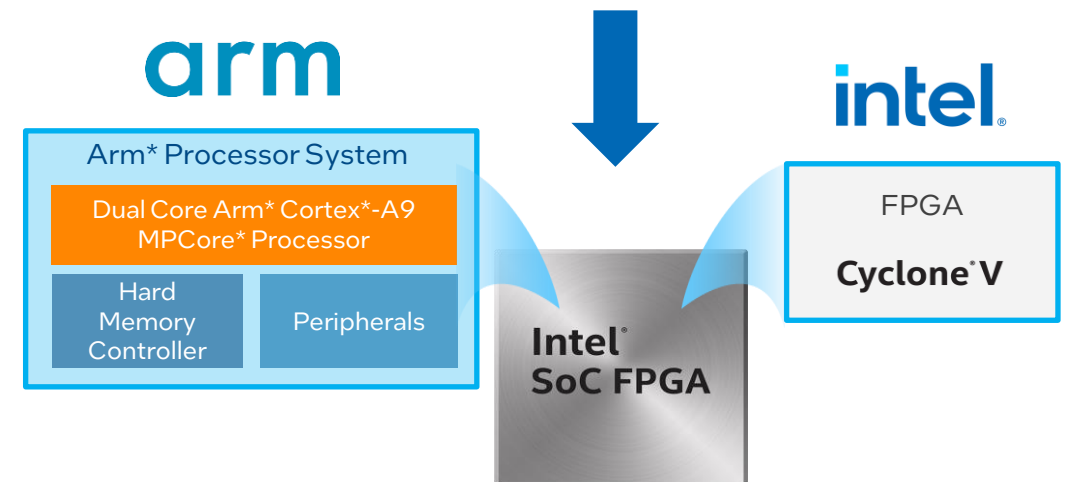 arm
intel®
Arm* Processor System
Dual Core Arm* Cortex*-A9
MPCore* Processor
Hard
Memory
Controller
Peripherals
Intel®
SoC FPGA
FPGA
Cyclone® V